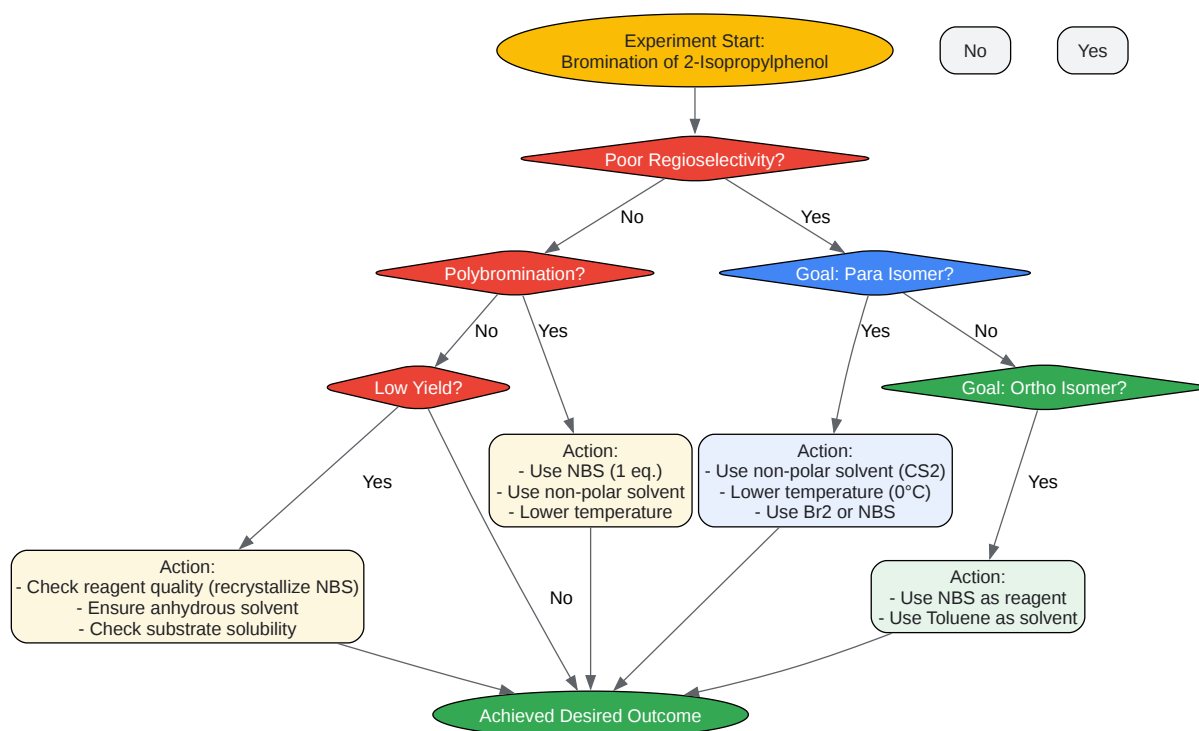 Experiment Start:
Bromination of 2-Isopropylphenol
No
Yes
Poor Regioselectivity?
No
Yes
Polybromination?
Goal: Para Isomer?
No
Yes
Yes
No
Low Yield?
Goal: Ortho Isomer?
Action:
- Use NBS (1 eq.)
- Use non-polar solvent
- Lower temperature
Action:
- Use non-polar solvent (CS2)
- Lower temperature (0°C)
- Use Br2 or NBS
Yes
Yes
Action:
- Check reagent quality (recrystallize NBS)
- Ensure anhydrous solvent
- Check substrate solubility
No
Action:
- Use NBS as reagent
- Use Toluene as solvent
Achieved Desired Outcome